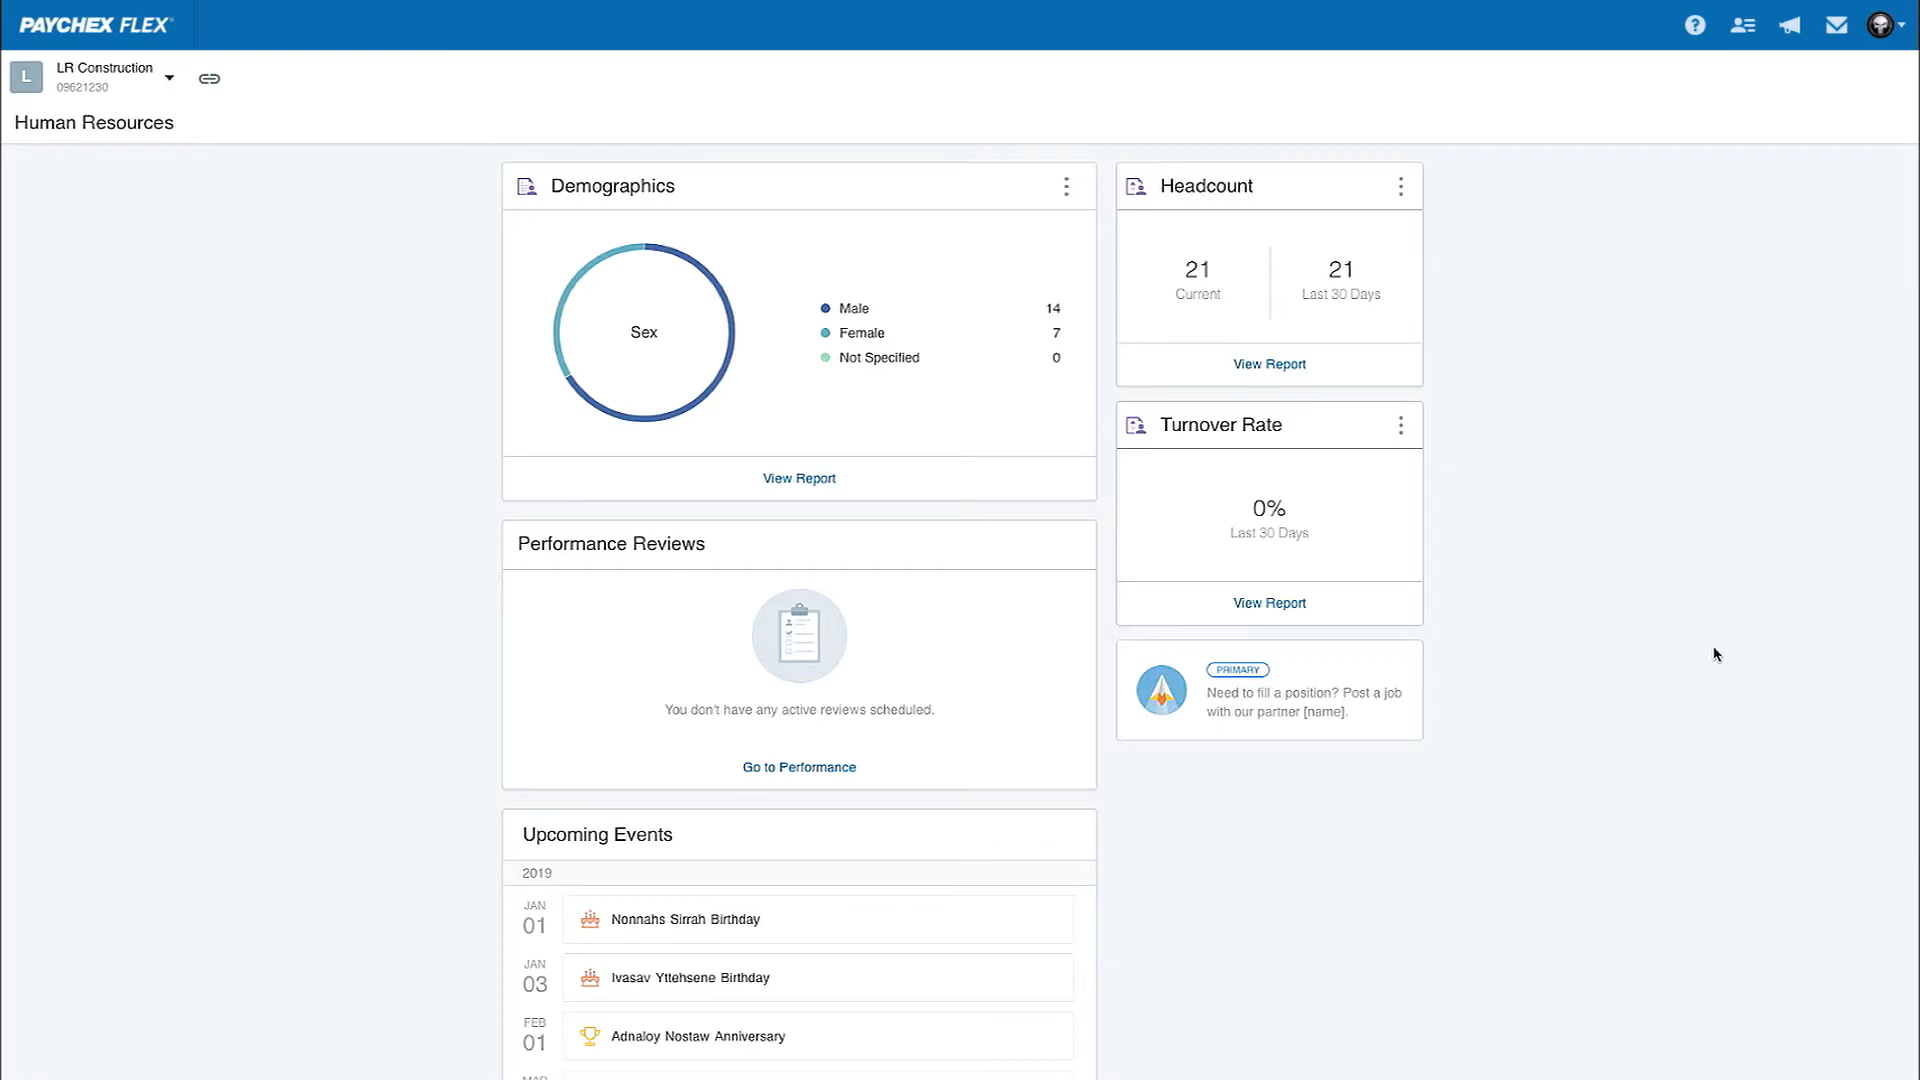 PAYCHEX FLEX
L
LR Construction
09621230
Human Resources
Demographics
Sex
Male 14
Female 7
Not Specified 0
View Report
Headcount
21 21
Current Last 30 Days
View Report
Turnover Rate
0%
Last 30 Days
View Report
PRIMARY
Need to fill a position? Post a job
with our partner [name].
Performance Reviews
You don't have any active reviews scheduled.
Go to Performance
Upcoming Events
2019
JAN
01 Nonnahs Sirrah Birthday
JAN
03 Ivasav Yttehsene Birthday
FEB
01 Adnaloy Nostaw Anniversary